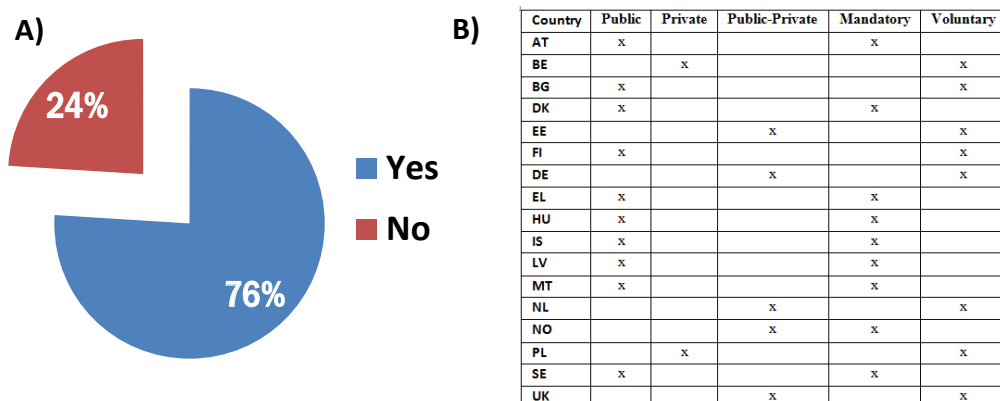 A)
24%
76%
Yes
No
B)
Country Public Private Public-Private Mandatory Voluntary
AT x x
BE x x
BG x x
DK x x
EE x x
FI x x
DE x x
EL x x
HU x x
IS x x
LV x x
MT x x
NL x x
NO x x
PL x x
SE x x
UK x x